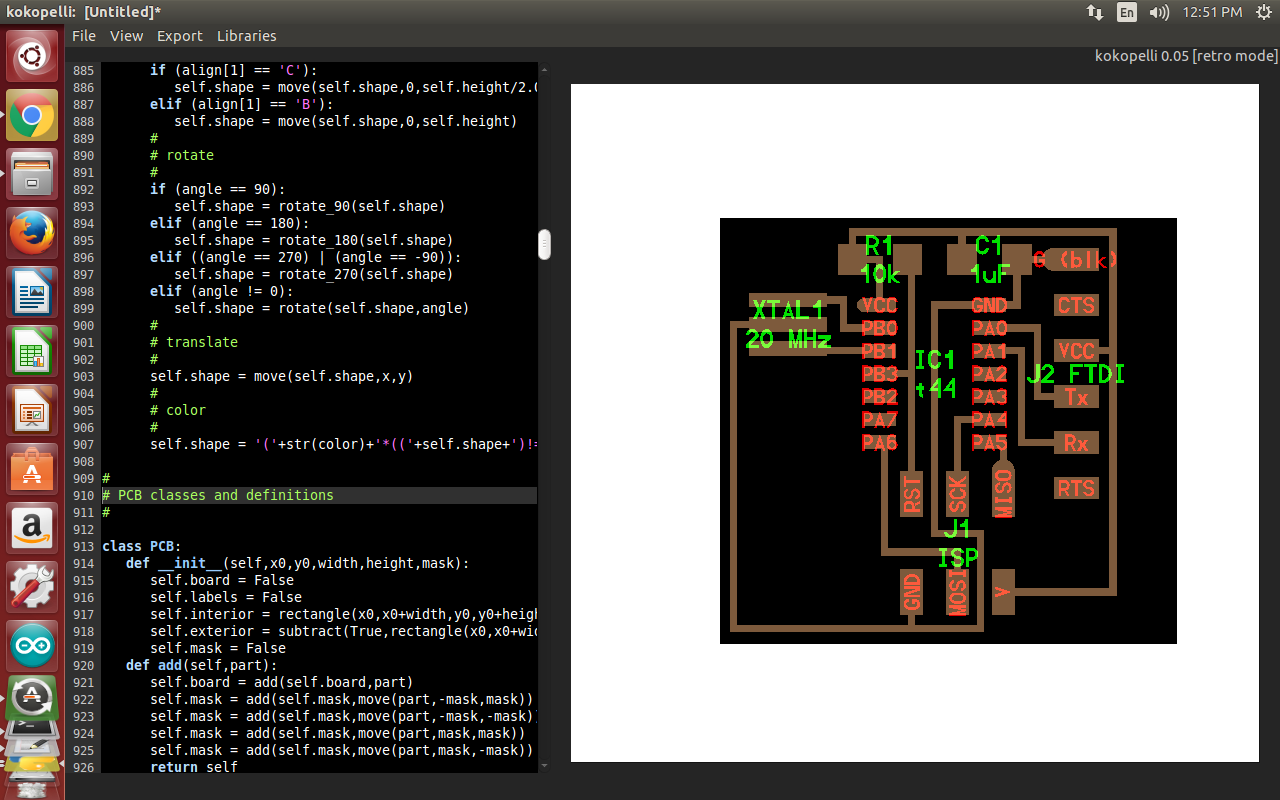 kokopelli: [Untitled]*
En
12:51 PM
File View Export Libraries
kokopelli 0.05 [retro mode]
885 if (align[1] == 'C'):
886 self.shape = move(self.shape,0,self.height/2.0
887 elif (align[1] == 'B'):
888 self.shape = move(self.shape,0,self.height)
889 #
890 # rotate
891 #
892 if (angle == 90):
893 self.shape = rotate_90(self.shape)
894 elif (angle == 180):
895 self.shape = rotate_180(self.shape)
896 elif ((angle == 270) | (angle == -90)):
897 self.shape = rotate_270(self.shape)
898 elif (angle != 0):
899 self.shape = rotate(self.shape,angle)
900 #
901 # translate
902 #
903 self.shape = move(self.shape,x,y)
904 #
905 # color
906 #
907 self.shape = '('+str(color)+'*(('+self.shape+')!=
908
909 #
910 # PCB classes and definitions
911 #
912
913 class PCB:
914 def __init__(self,x0,y0,width,height,mask):
915 self.board = False
916 self.labels = False
917 self.interior = rectangle(x0,x0+width,y0,y0+heigh
918 self.exterior = subtract(True,rectangle(x0,x0+wid
919 self.mask = False
920 def add(self,part):
921 self.board = add(self.board,part)
922 self.mask = add(self.mask,move(part,-mask,mask))
923 self.mask = add(self.mask,move(part,-mask,-mask))
924 self.mask = add(self.mask,move(part,mask,mask))
925 self.mask = add(self.mask,move(part,mask,-mask))
926 return self
R1
10k
C1
1uF
G (blk)
CTS
VCC
J2 FTDI
Tx
Rx
RTS
XTAL1
20 MHz
VCC
PB0
PB1
PB3
PB2
PA7
PA6
IC1
t44
GND
PA0
PA1
PA2
PA3
PA4
PA5
RST
SCK
MISO
J1
ISP
GND
MOSI
V
a